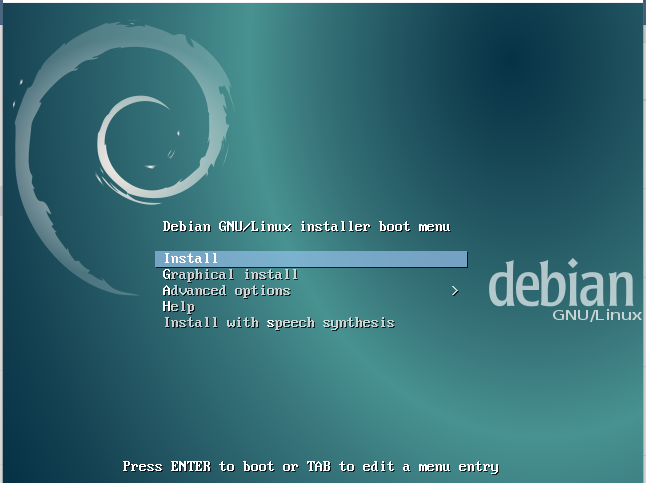 Debian GNU/Linux installer boot menu
Install
Graphical install
Advanced options >
Help
Install with speech synthesis
debian
GNU/Linux
Press ENTER to boot or TAB to edit a menu entry